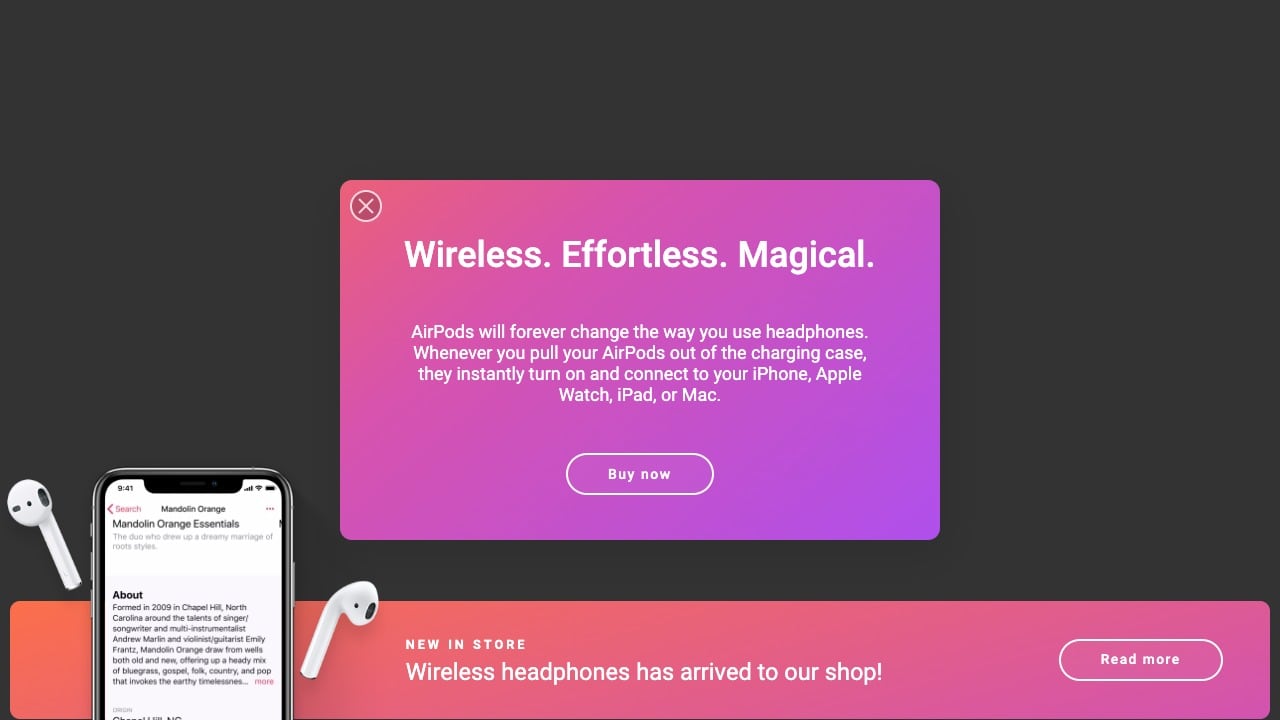 Wireless. Effortless. Magical.
AirPods will forever change the way you use headphones.
Whenever you pull your AirPods out of the charging case,
they instantly turn on and connect to your iPhone, Apple
Watch, iPad, or Mac.
Buy now
9:41
Search
Mandolin Orange
Mandolin Orange Essentials
The duo who drew up a dreamy marriage of
roots styles.
About
Formed in 2009 in Chapel Hill, North
Carolina around the talents of singer/
songwriter and multi-instrumentalist
Andrew Marlin and violinist/guitarist Emily
Frantz, Mandolin Orange draw from wells
both old and new, offering up a heady mix
of bluegrass, gospel, folk, country, and pop
that invokes the earthy timelessnes... more
ORIGIN
Chapel Hill, NC
NEW IN STORE
Wireless headphones has arrived to our shop!
Read more